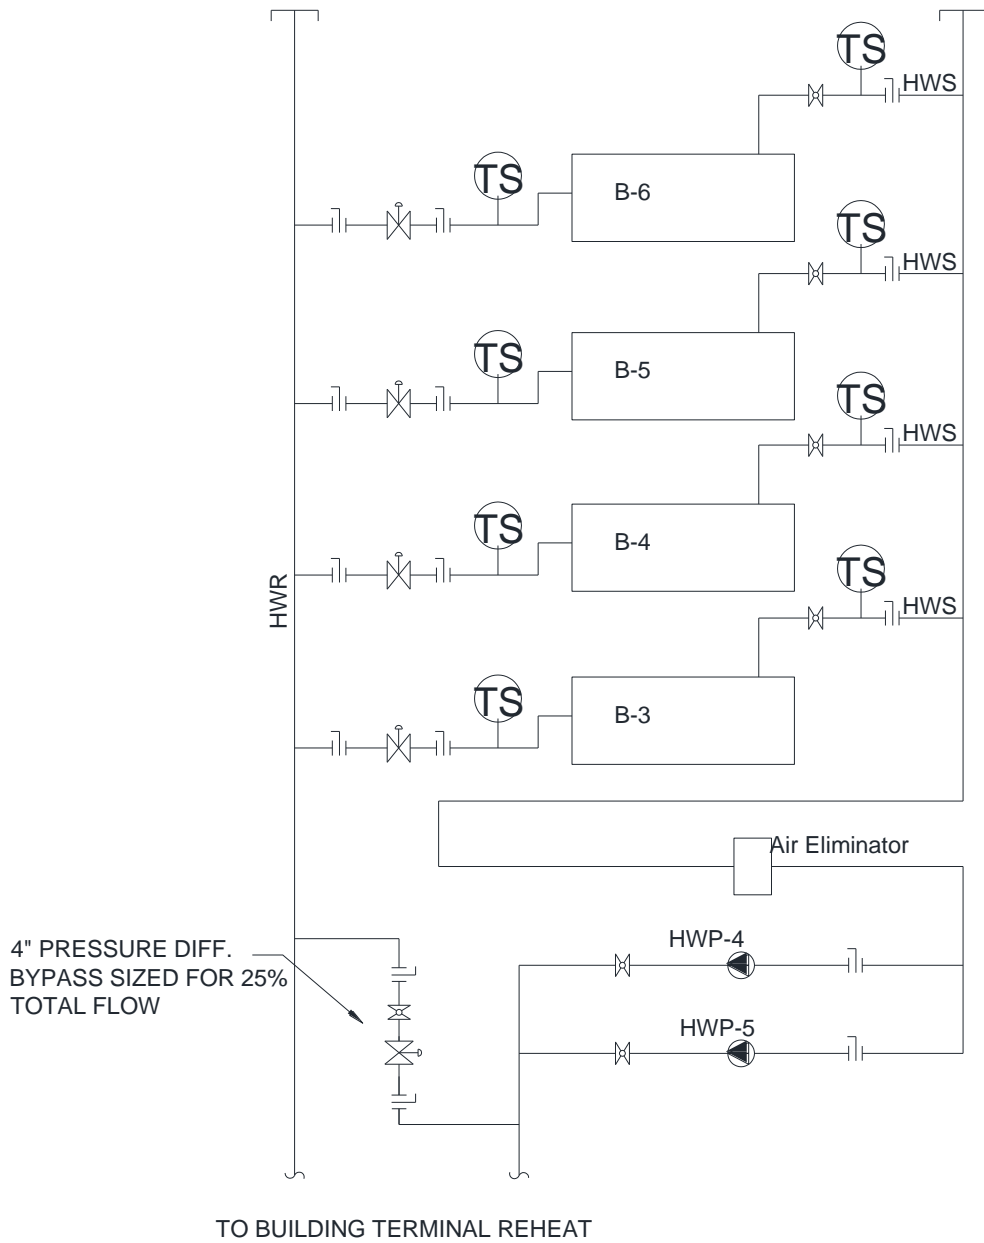 TS
HWS
TS
B-6
TS
HWS
TS
B-5
TS
HWS
TS
B-4
TS
HWS
HWR
TS
B-3
Air Eliminator
4" PRESSURE DIFF.
BYPASS SIZED FOR 25%
TOTAL FLOW
HWP-4
HWP-5
TO BUILDING TERMINAL REHEAT